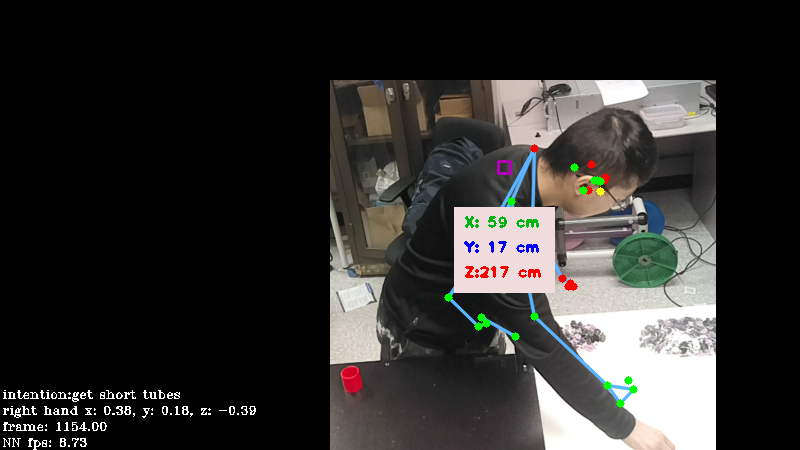 X: 59 cm
Y: 17 cm
Z:217 cm
intention:get short tubes
right hand x: 0.38, y: 0.18, z: -0.39
frame: 1154.00
NN fps: 8.73